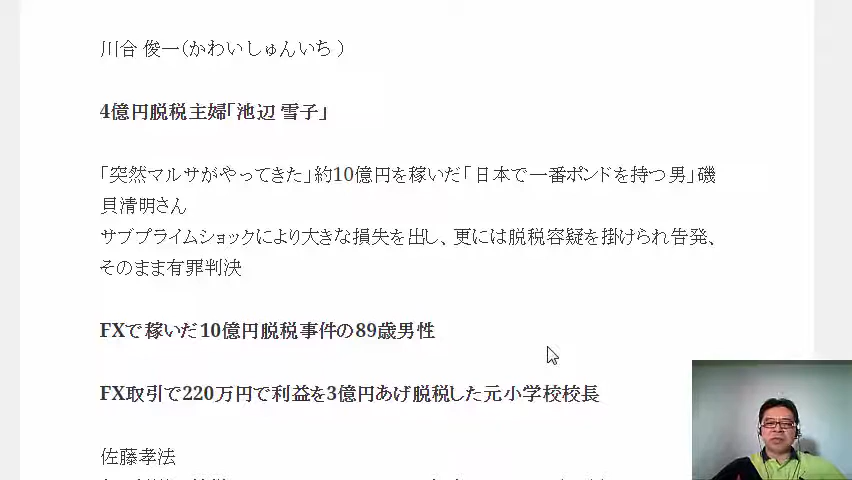 川合 俊一（かわいしゅんいち ）
4億円脱税主婦「池辺 雪子」
「突然マルサがやってきた」約10億円を稼いだ「日本で一番ポンドを持つ男」磯
貝清明さん
サブプライムショックにより大きな損失を出し、更には脱税容疑を掛けられ告発、
そのまま有罪判決
FXで稼いだ10億円脱税事件の89歳男性
FX取引で220万円で利益を3億円あげ脱税した元小学校校長
佐藤孝法